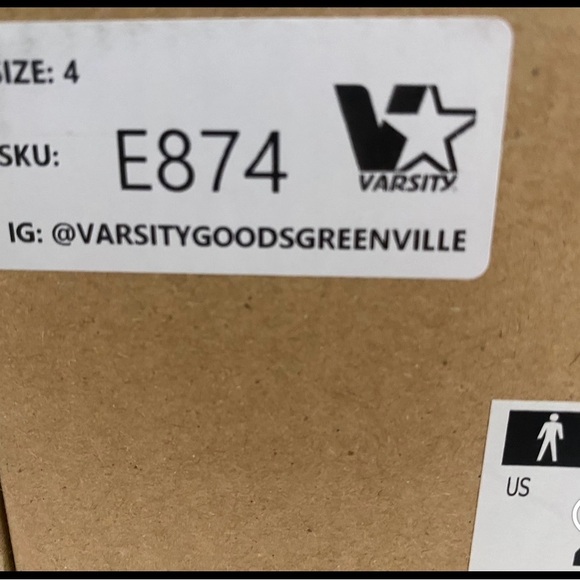 SIZE: 4
SKU: E874
VARSITY
IG: @VARSITYGOODSGREENVILLE
US